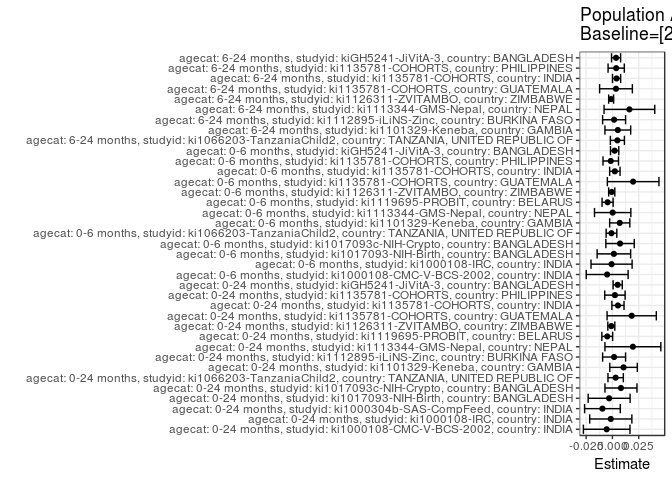 Population A
Baseline=[2
agecat: 6-24 months, studyid: kiGH5241-JiVitA-3, country: BANGLADESH
agecat: 6-24 months, studyid: ki1135781-COHORTS, country: PHILIPPINES
agecat: 6-24 months, studyid: ki1135781-COHORTS, country: INDIA
agecat: 6-24 months, studyid: ki1135781-COHORTS, country: GUATEMALA
agecat: 6-24 months, studyid: ki1126311-ZVITAMBO, country: ZIMBABWE
agecat: 6-24 months, studyid: ki1113344-GMS-Nepal, country: NEPAL
agecat: 6-24 months, studyid: ki1112895-iLiNS-Zinc, country: BURKINA FASO
agecat: 6-24 months, studyid: ki1101329-Keneba, country: GAMBIA
agecat: 6-24 months, studyid: ki1066203-TanzaniaChild2, country: TANZANIA, UNITED REPUBLIC OF
agecat: 0-6 months, studyid: kiGH5241-JiVitA-3, country: BANGLADESH
agecat: 0-6 months, studyid: ki1135781-COHORTS, country: PHILIPPINES
agecat: 0-6 months, studyid: ki1135781-COHORTS, country: INDIA
agecat: 0-6 months, studyid: ki1135781-COHORTS, country: GUATEMALA
agecat: 0-6 months, studyid: ki1126311-ZVITAMBO, country: ZIMBABWE
agecat: 0-6 months, studyid: ki1119695-PROBIT, country: BELARUS
agecat: 0-6 months, studyid: ki1113344-GMS-Nepal, country: NEPAL
agecat: 0-6 months, studyid: ki1101329-Keneba, country: GAMBIA
agecat: 0-6 months, studyid: ki1066203-TanzaniaChild2, country: TANZANIA, UNITED REPUBLIC OF
agecat: 0-6 months, studyid: ki1017093c-NIH-Crypto, country: BANGLADESH
agecat: 0-6 months, studyid: ki1017093-NIH-Birth, country: BANGLADESH
agecat: 0-6 months, studyid: ki1000108-IRC, country: INDIA
agecat: 0-6 months, studyid: ki1000108-CMC-V-BCS-2002, country: INDIA
agecat: 0-24 months, studyid: kiGH5241-JiVitA-3, country: BANGLADESH
agecat: 0-24 months, studyid: ki1135781-COHORTS, country: PHILIPPINES
agecat: 0-24 months, studyid: ki1135781-COHORTS, country: INDIA
agecat: 0-24 months, studyid: ki1135781-COHORTS, country: GUATEMALA
agecat: 0-24 months, studyid: ki1126311-ZVITAMBO, country: ZIMBABWE
agecat: 0-24 months, studyid: ki1119695-PROBIT, country: BELARUS
agecat: 0-24 months, studyid: ki1113344-GMS-Nepal, country: NEPAL
agecat: 0-24 months, studyid: ki1112895-iLiNS-Zinc, country: BURKINA FASO
agecat: 0-24 months, studyid: ki1101329-Keneba, country: GAMBIA
agecat: 0-24 months, studyid: ki1066203-TanzaniaChild2, country: TANZANIA, UNITED REPUBLIC OF
agecat: 0-24 months, studyid: ki1017093c-NIH-Crypto, country: BANGLADESH
agecat: 0-24 months, studyid: ki1017093-NIH-Birth, country: BANGLADESH
agecat: 0-24 months, studyid: ki1000304b-SAS-CompFeed, country: INDIA
agecat: 0-24 months, studyid: ki1000108-IRC, country: INDIA
agecat: 0-24 months, studyid: ki1000108-CMC-V-BCS-2002, country: INDIA
-0.025 0.000 0.025
Estimate